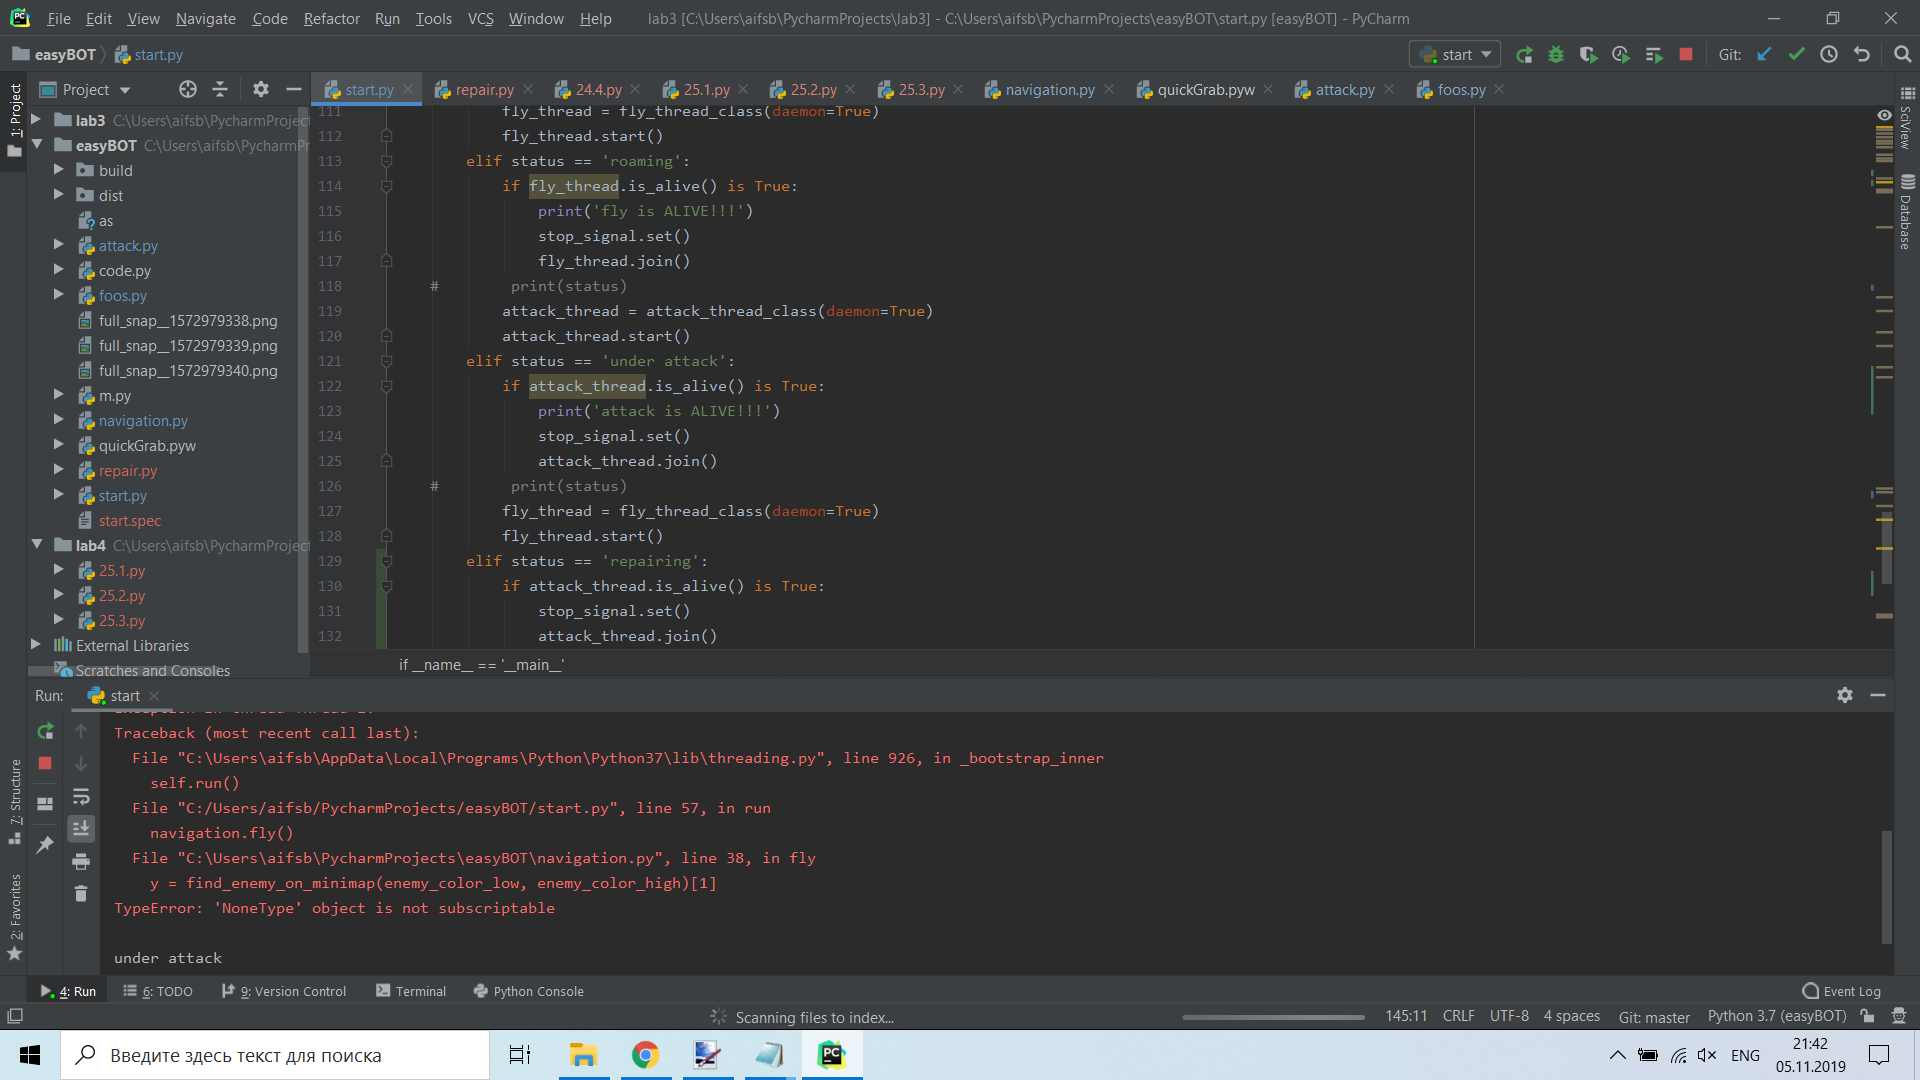 File Edit View Navigate Code Refactor Run Tools VCS Window Help lab3 [C:\Users\aifsb\PycharmProjects\lab3] - C:\Users\aifsb\PycharmProjects\easyBOT\start.py [easyBOT] - PyCharm
easyBOT start.py start Git:
Project start.py repair.py 24.4.py 25.1.py 25.2.py 25.3.py navigation.py quickGrab.pyw attack.py foos.py
1: Project
lab3 C:\Users\aifsb\PycharmProject
easyBOT C:\Users\aifsb\PycharmPr
build
dist
as
attack.py
code.py
foos.py
full_snap__1572979338.png
full_snap__1572979339.png
full_snap__1572979340.png
m.py
navigation.py
quickGrab.pyw
repair.py
start.py
start.spec
lab4 C:\Users\aifsb\PycharmProject
25.1.py
25.2.py
25.3.py
External Libraries
Scratches and Consoles
111 fly_thread = fly_thread_class(daemon=True)
112 fly_thread.start()
113 elif status == 'roaming':
114 if fly_thread.is_alive() is True:
115 print('fly is ALIVE!!!')
116 stop_signal.set()
117 fly_thread.join()
118 # print(status)
119 attack_thread = attack_thread_class(daemon=True)
120 attack_thread.start()
121 elif status == 'under attack':
122 if attack_thread.is_alive() is True:
123 print('attack is ALIVE!!!')
124 stop_signal.set()
125 attack_thread.join()
126 # print(status)
127 fly_thread = fly_thread_class(daemon=True)
128 fly_thread.start()
129 elif status == 'repairing':
130 if attack_thread.is_alive() is True:
131 stop_signal.set()
132 attack_thread.join()
if __name__ == '__main__'
SciView
Database
Run: start
Traceback (most recent call last):
File "C:\Users\aifsb\AppData\Local\Programs\Python\Python37\lib\threading.py", line 926, in _bootstrap_inner
self.run()
File "C:/Users/aifsb/PycharmProjects/easyBOT/start.py", line 57, in run
navigation.fly()
File "C:\Users\aifsb\PycharmProjects\easyBOT\navigation.py", line 38, in fly
y = find_enemy_on_minimap(enemy_color_low, enemy_color_high)[1]
TypeError: 'NoneType' object is not subscriptable
under attack
7: Structure
2: Favorites
4: Run 6: TODO 9: Version Control Terminal Python Console Event Log
Scanning files to index... 145:11 CRLF UTF-8 4 spaces Git: master Python 3.7 (easyBOT)
Введите здесь текст для поиска
ENG
21:42
05.11.2019